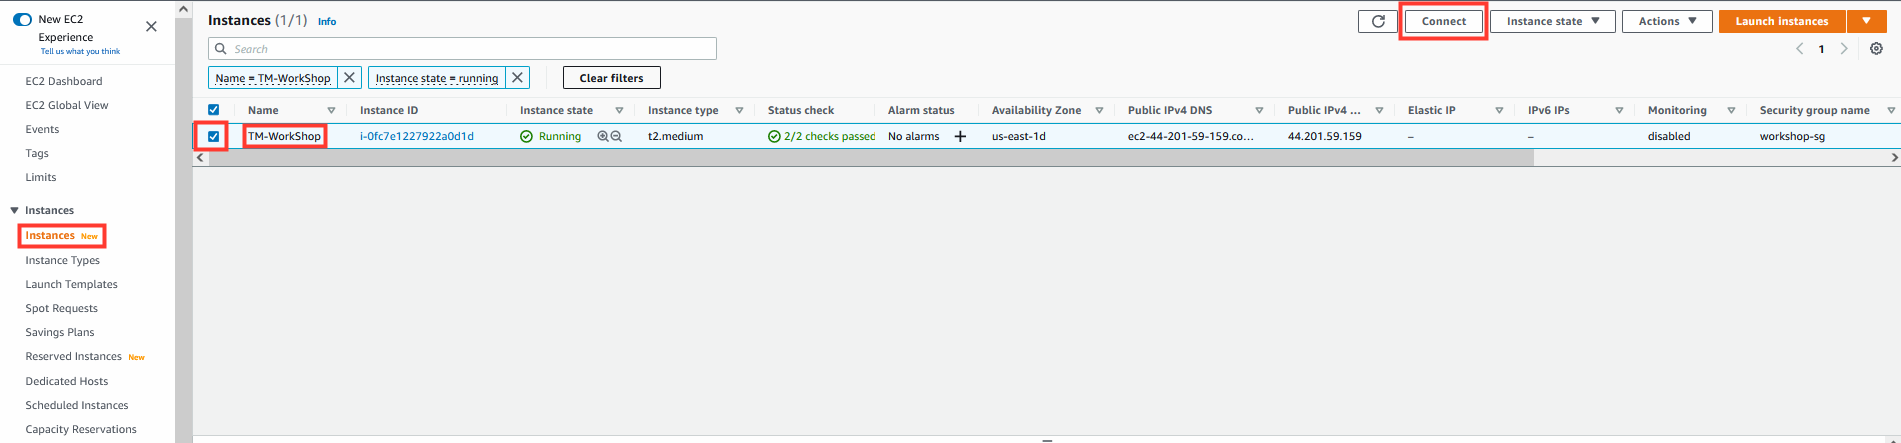 New EC2
Experience
Tell us what you think
EC2 Dashboard
EC2 Global View
Events
Tags
Limits
Instances
Instances New
Instance Types
Launch Templates
Spot Requests
Savings Plans
Reserved Instances New
Dedicated Hosts
Scheduled Instances
Capacity Reservations
Instances (1/1) Info
Connect
Instance state
Actions
Launch instances
Search
1
Name = TM-WorkShop
Instance state = running
Clear filters
Name Instance ID Instance state Instance type Status check Alarm status Availability Zone Public IPv4 DNS Public IPv4 ... Elastic IP IPv6 IPs Monitoring Security group name
TM-WorkShop i-0fc7e1227922a0d1d Running t2.medium 2/2 checks passed No alarms + us-east-1d ec2-44-201-59-159.co... 44.201.59.159 – – disabled workshop-sg